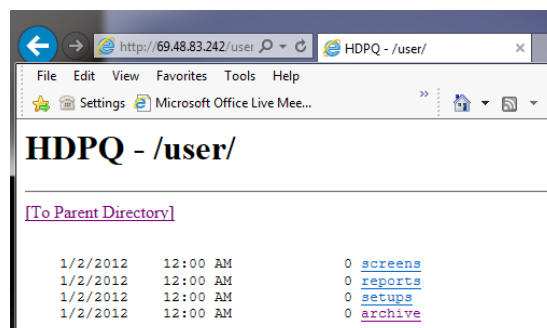 http://69.48.83.242/user
HDPQ - /user/
File Edit View Favorites Tools Help
Settings Microsoft Office Live Mee...
HDPQ - /user/
[To Parent Directory]
1/2/2012 12:00 AM 0 screens
1/2/2012 12:00 AM 0 reports
1/2/2012 12:00 AM 0 setups
1/2/2012 12:00 AM 0 archive